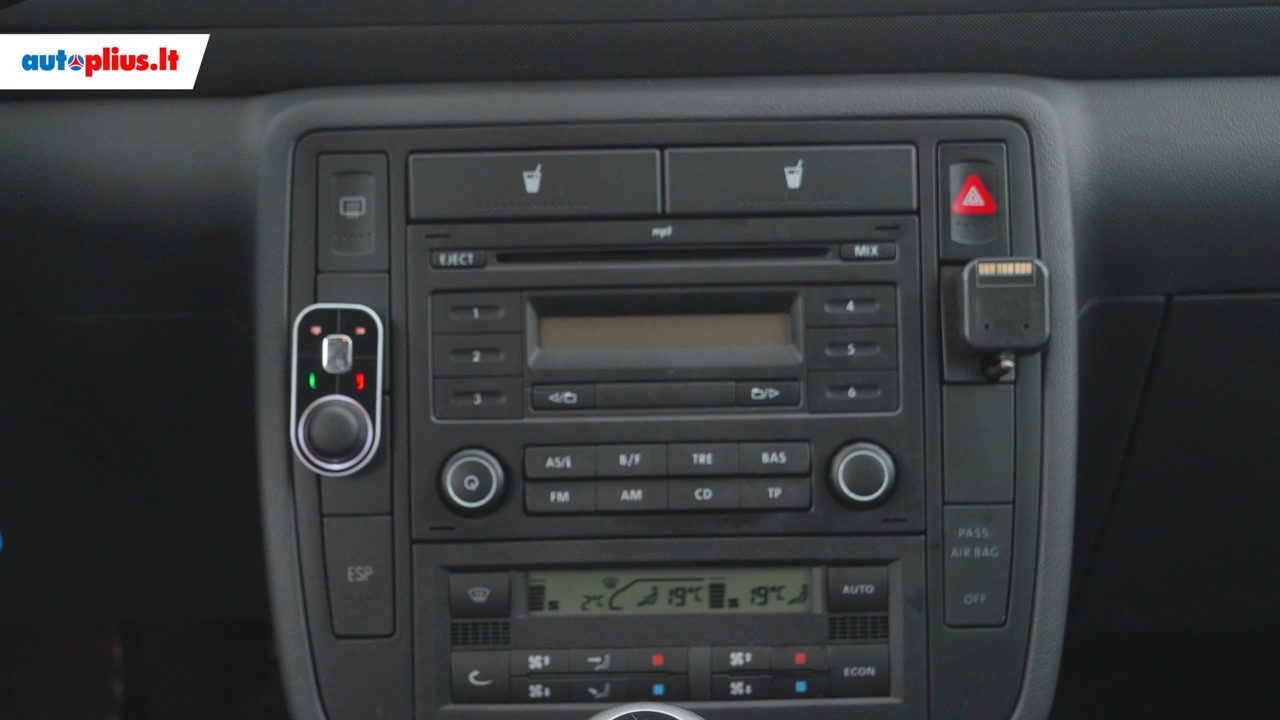 autoplius.lt
mp3
EJECT
MIX
1
4
2
5
3
6
AS/i
B/F
TRE
BAS
FM
AM
CD
TP
ESP
PASS.
AIR BAG
OFF
2°C
19°C
19°C
AUTO
ECON